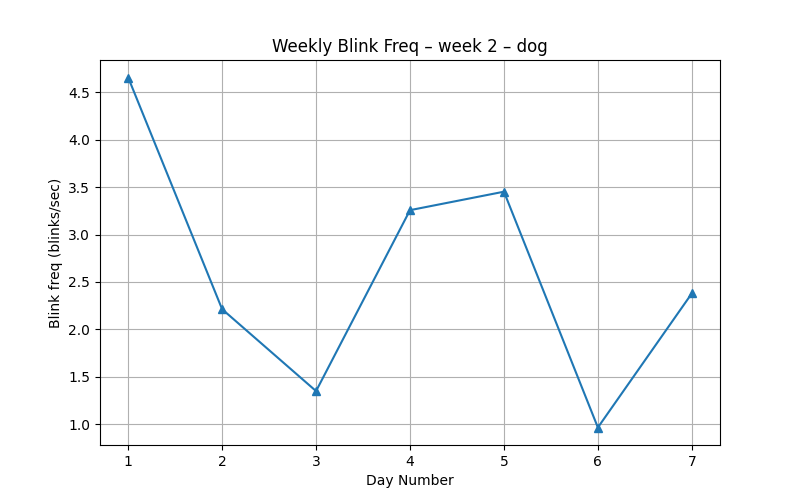 Weekly Blink Freq – week 2 – dog
Blink freq (blinks/sec)
4.5
4.0
3.5
3.0
2.5
2.0
1.5
1.0
1 2 3 4 5 6 7
Day Number